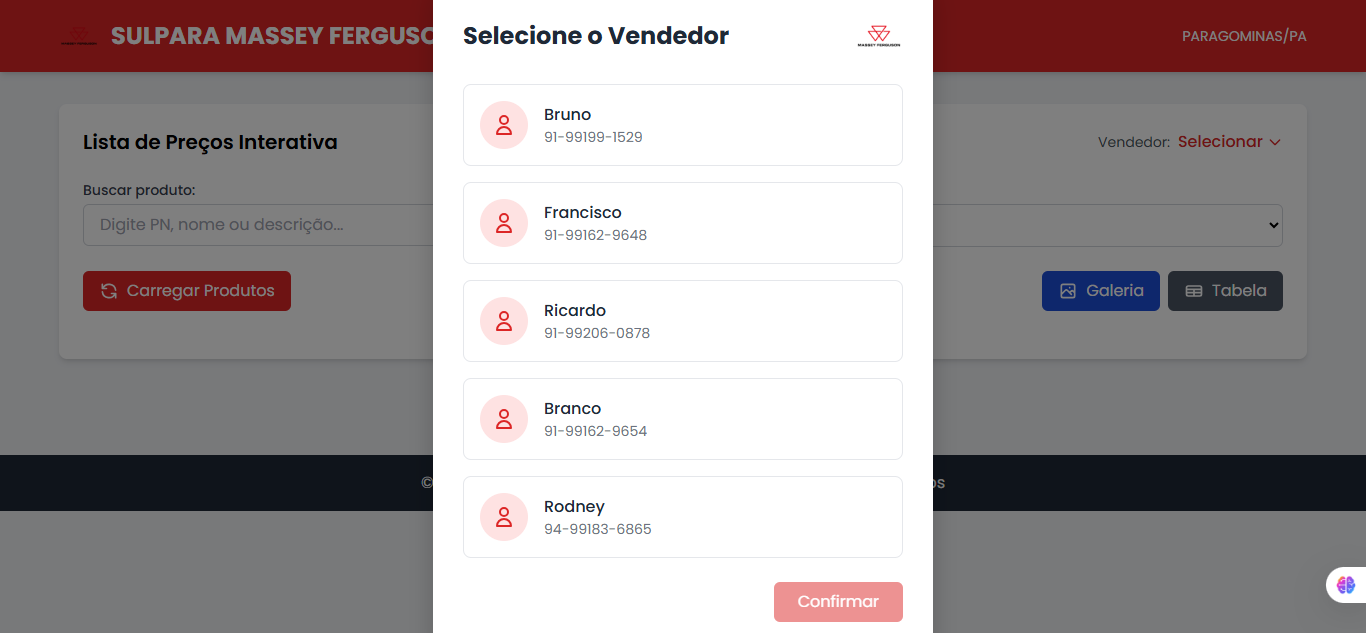 SULPARA MASSEY FERGUSO
PARAGOMINAS/PA
Selecione o Vendedor
MASSEY FERGUSON
Bruno
91-99199-1529
Francisco
91-99162-9648
Ricardo
91-99206-0878
Branco
91-99162-9654
Rodney
94-99183-6865
Confirmar
Lista de Preços Interativa
Vendedor: Selecionar
Buscar produto:
Digite PN, nome ou descrição...
Carregar Produtos
Galeria
Tabela
©
os